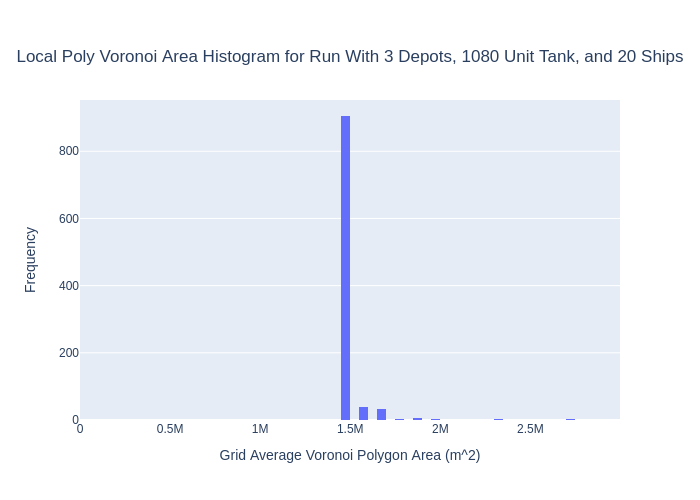 Local Poly Voronoi Area Histogram for Run With 3 Depots, 1080 Unit Tank, and 20 Ships
Frequency
800
600
400
200
0
0 0.5M 1M 1.5M 2M 2.5M
Grid Average Voronoi Polygon Area (m^2)